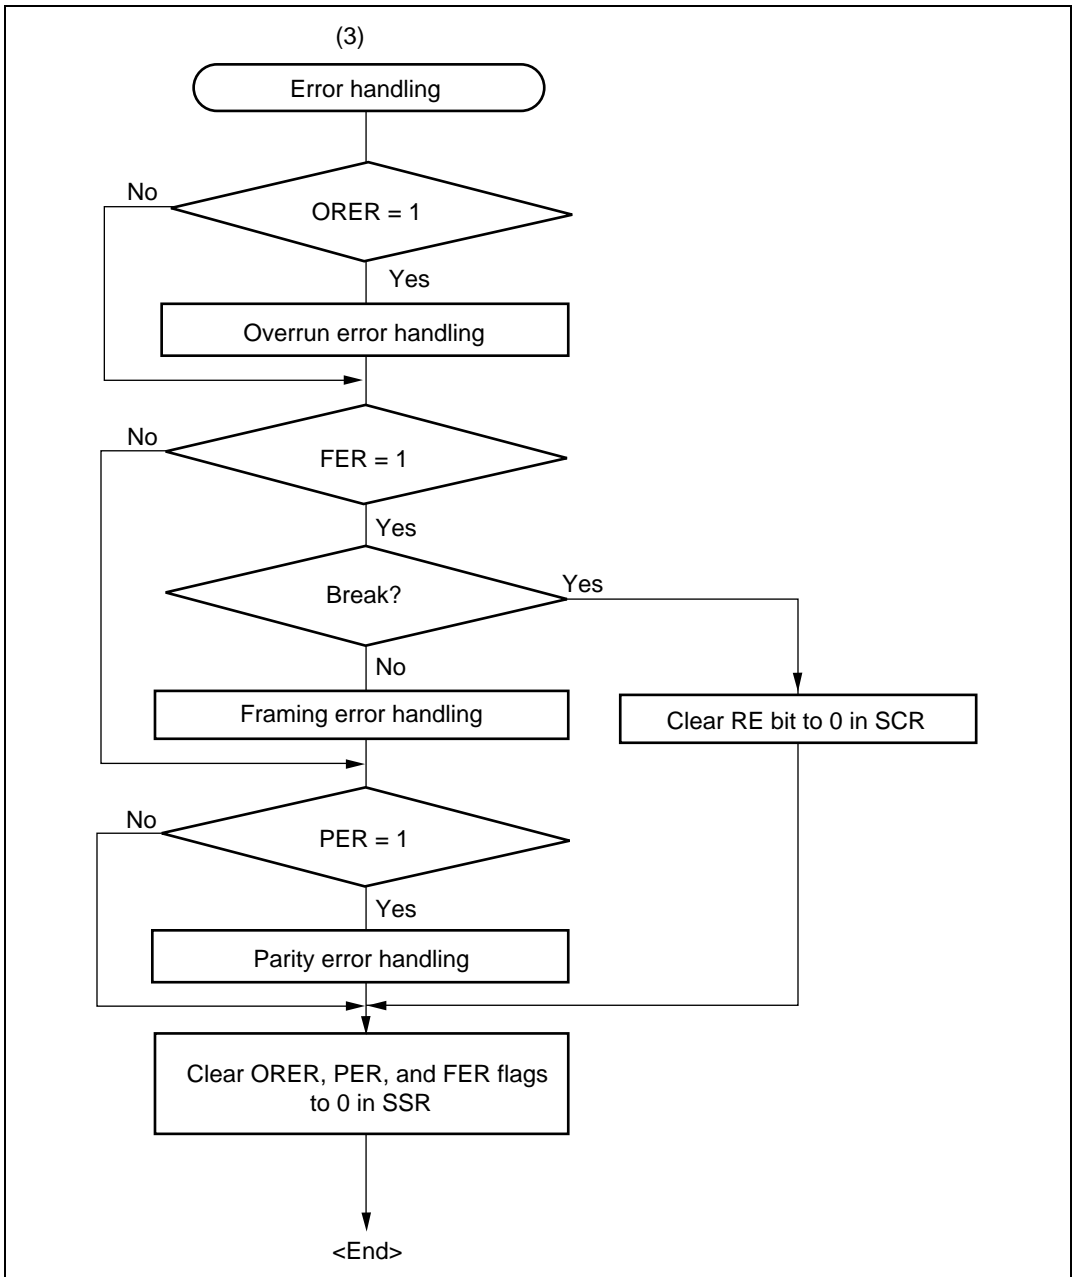 (3)
Error handling
No
ORER = 1
Yes
Overrun error handling
No
FER = 1
Yes
Break?
Yes
No
Framing error handling
Clear RE bit to 0 in SCR
No
PER = 1
Yes
Parity error handling
Clear ORER, PER, and FER flags
to 0 in SSR
<End>